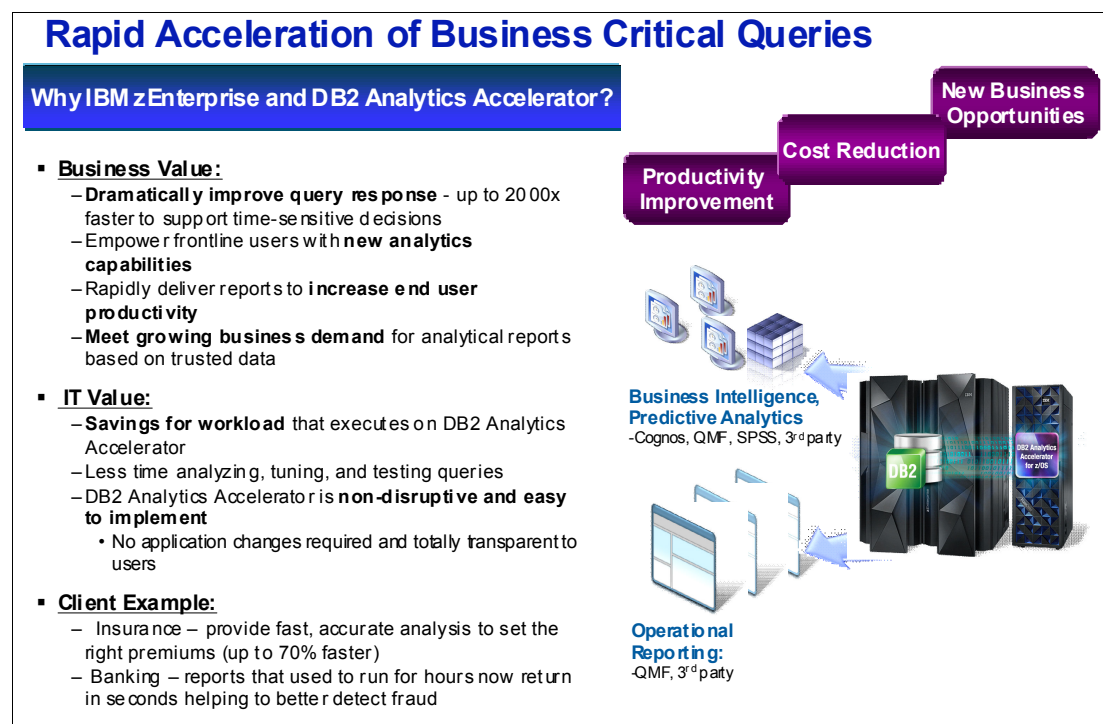 Rapid Acceleration of Business Critical Queries
Why IBM zEnterprise and DB2 Analytics Accelerator?
▪ Business Value:
– Dramatically improve query response - up to 2000x
faster to support time-sensitive decisions
– Empower frontline users with new analytics
capabilities
– Rapidly deliver reports to increase end user
productivity
– Meet growing business demand for analytical reports
based on trusted data
▪ IT Value:
– Savings for workload that executes on DB2 Analytics
Accelerator
– Less time analyzing, tuning, and testing queries
– DB2 Analytics Accelerator is non-disruptive and easy
to implement
• No application changes required and totally transparent to
users
▪ Client Example:
– Insurance – provide fast, accurate analysis to set the
right premiums (up to 70% faster)
– Banking – reports that used to run for hours now return
in seconds helping to better detect fraud
New Business
Opportunities
Cost Reduction
Productivity
Improvement
Business Intelligence,
Predictive Analytics
-Cognos, QMF, SPSS, 3rd party
DB2
DB2 Analytics
Accelerator
for z/OS
Operational
Reporting:
-QMF, 3rd party